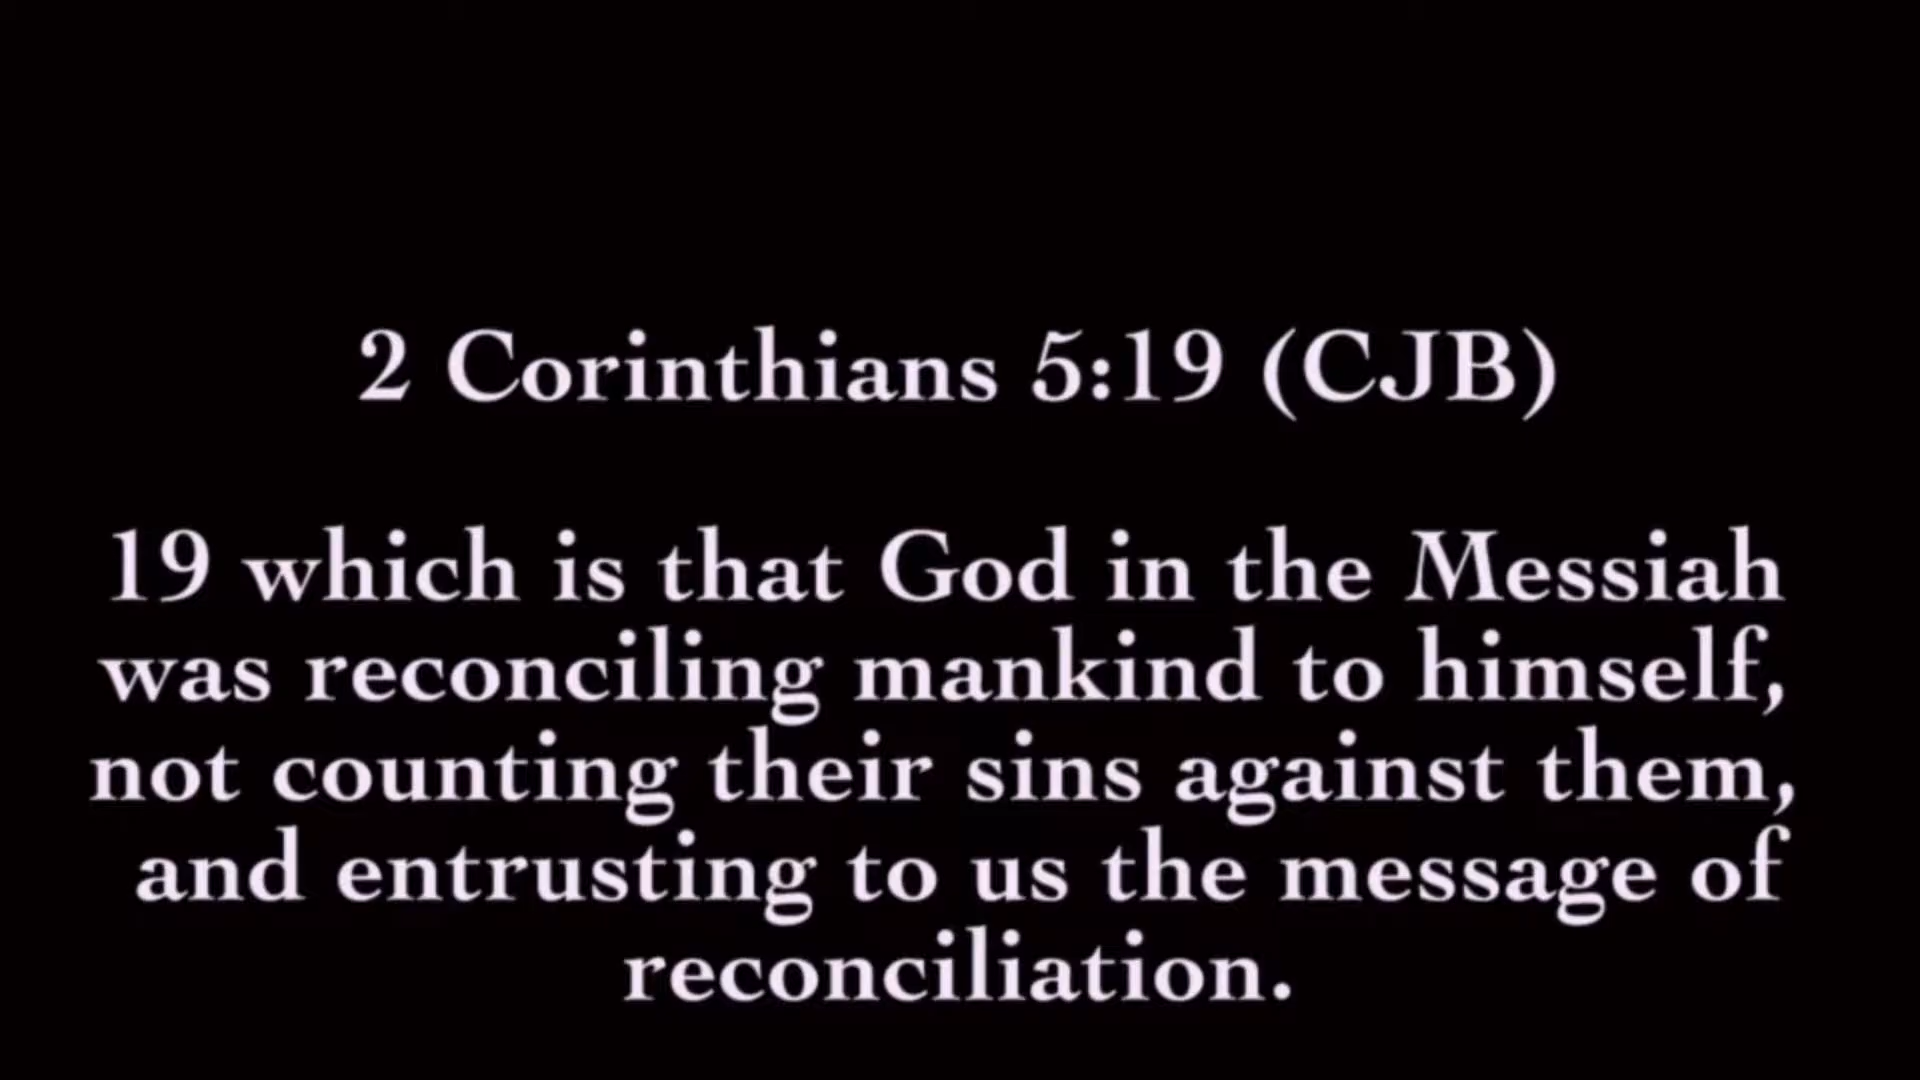 2 Corinthians 5:19 (CJB)
19 which is that God in the Messiah
was reconciling mankind to himself,
not counting their sins against them,
and entrusting to us the message of
reconciliation.